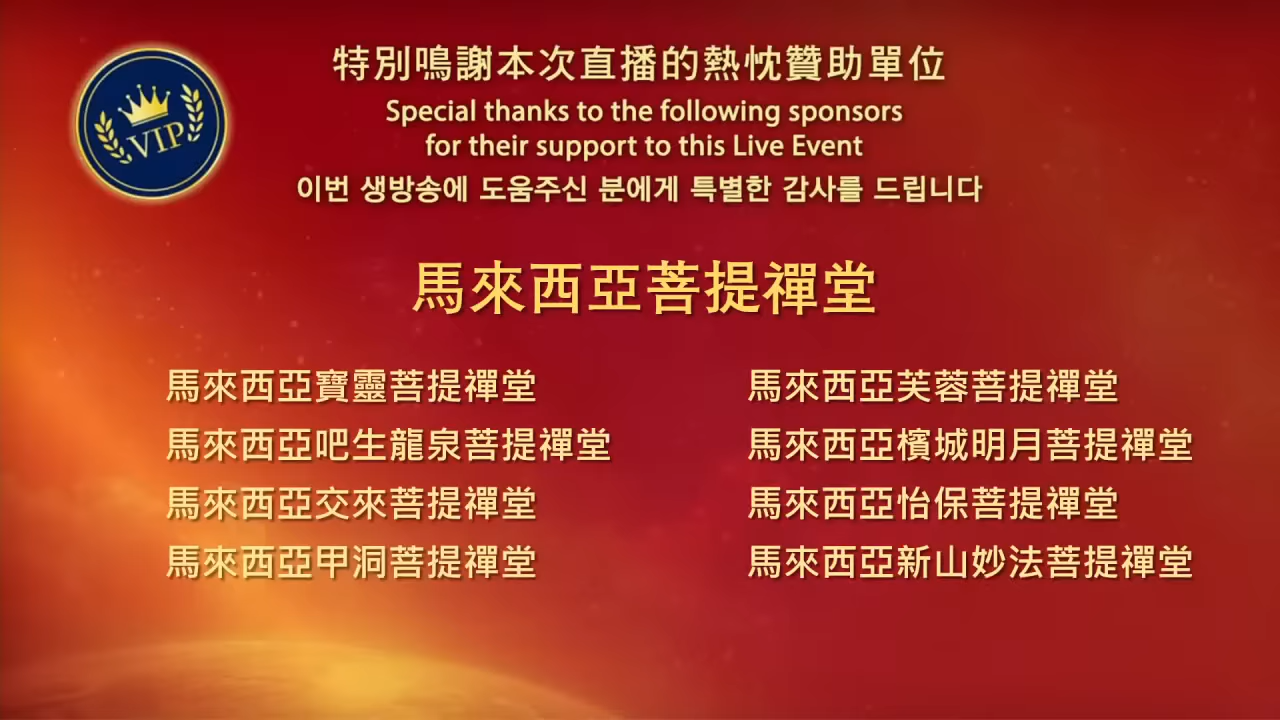 VIP
特別鳴謝本次直播的熱忱贊助單位
Special thanks to the following sponsors
for their support to this Live Event
이번 생방송에 도움주신 분에게 특별한 감사를 드립니다
馬來西亞菩提禪堂
馬來西亞寶靈菩提禪堂
馬來西亞吧生龍泉菩提禪堂
馬來西亞交來菩提禪堂
馬來西亞甲洞菩提禪堂
馬來西亞芙蓉菩提禪堂
馬來西亞檳城明月菩提禪堂
馬來西亞怡保菩提禪堂
馬來西亞新山妙法菩提禪堂